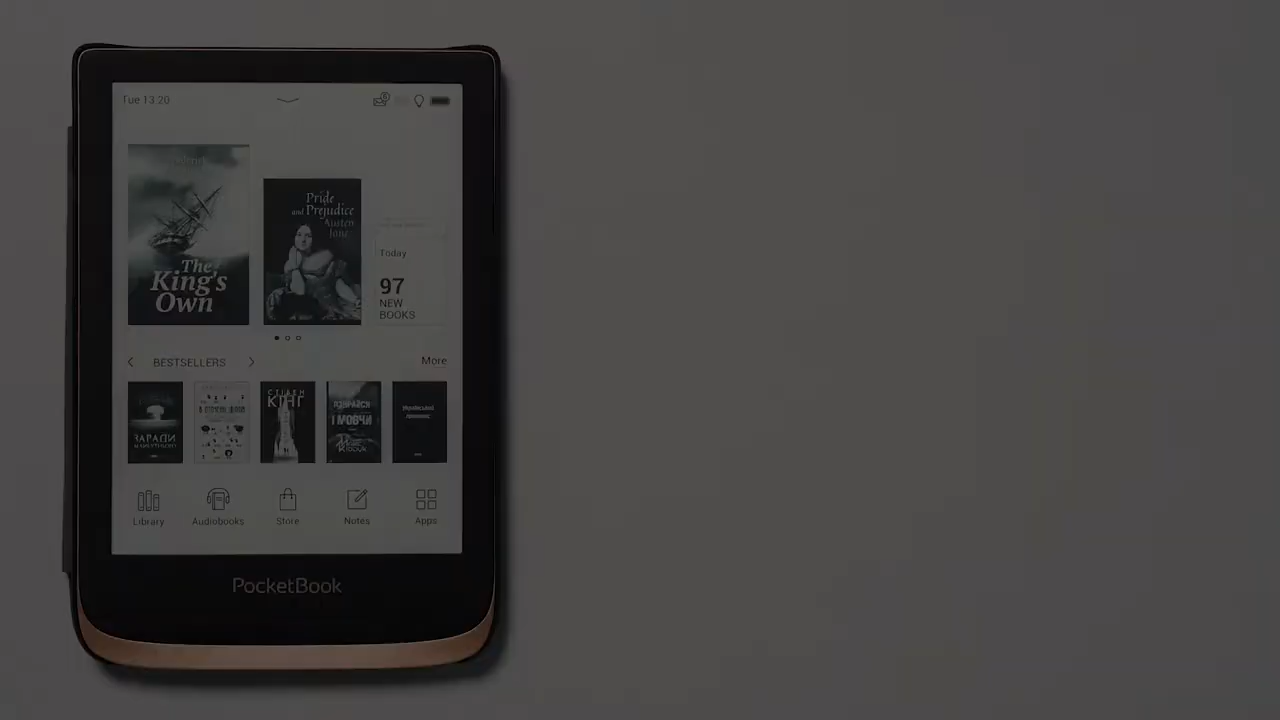 Tue 13:20
The
King's
Own
Pride
and Prejudice
Austen
Jane
Today
97
NEW
BOOKS
BESTSELLERS
More
СТІВЕН
КІНГ
І МОВЧИ
Library
Audiobooks
Store
Notes
Apps
PocketBook